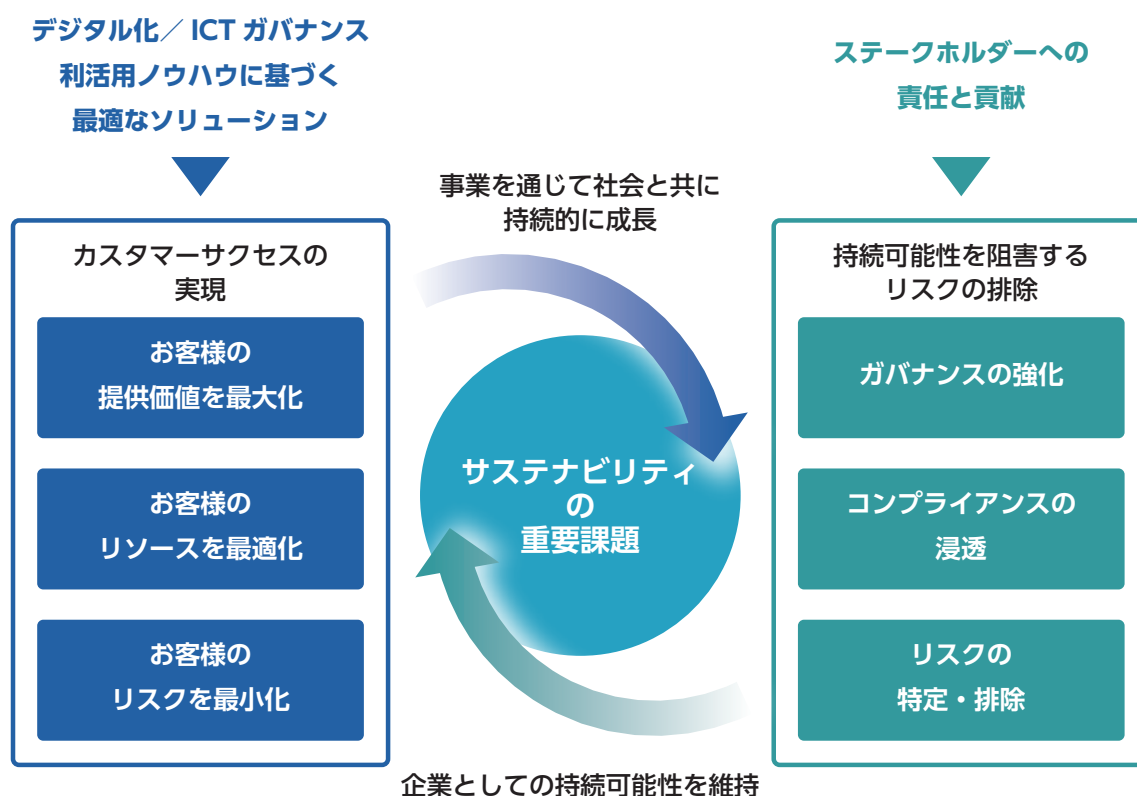 デジタル化／ ICT ガバナンス
利活用ノウハウに基づく
最適なソリューション
カスタマーサクセスの
実現
お客様の
提供価値を最大化
お客様の
リソースを最適化
お客様の
リスクを最小化
事業を通じて社会と共に
持続的に成長
サステナビリティ
の
重要課題
企業としての持続可能性を維持
ステークホルダーへの
責任と貢献
持続可能性を阻害する
リスクの排除
ガバナンスの強化
コンプライアンスの
浸透
リスクの
特定・排除